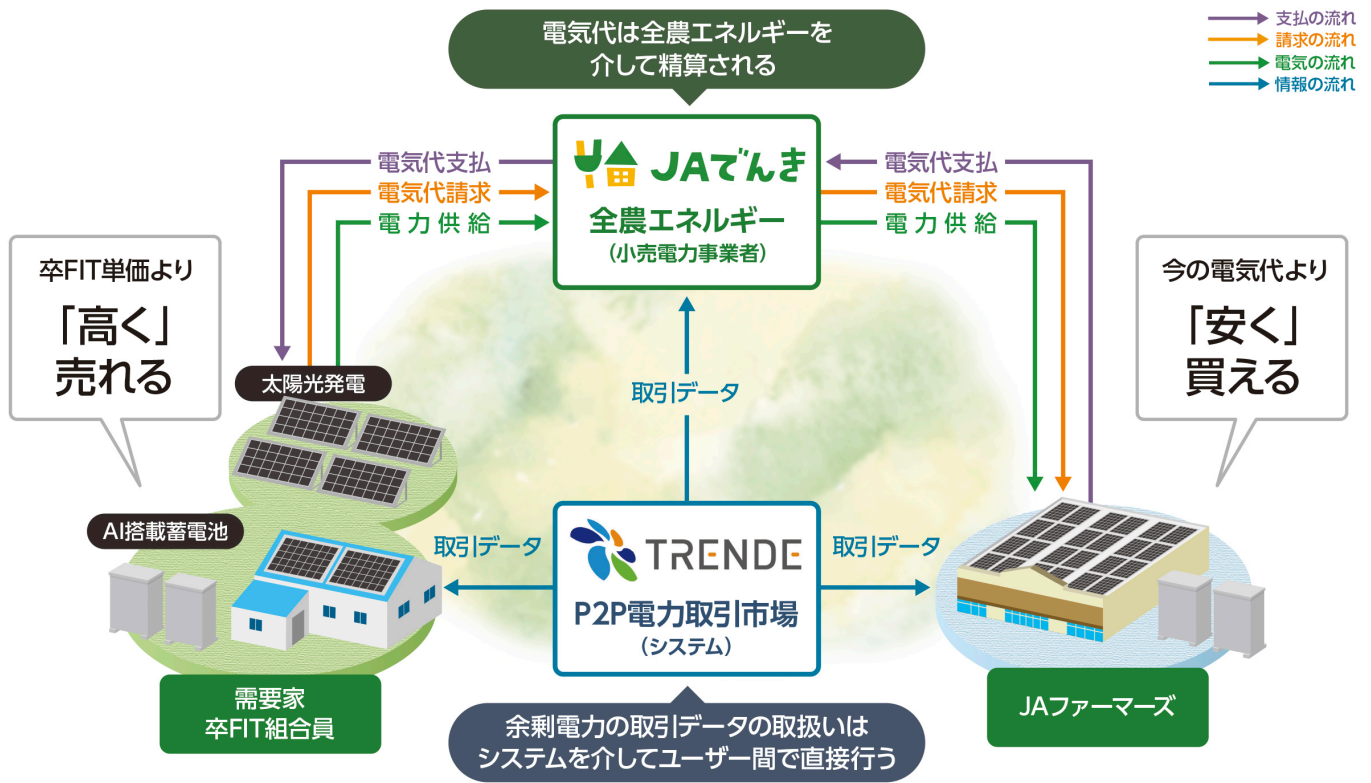 電気代は全農エネルギーを
介して精算される
支払の流れ
請求の流れ
電気の流れ
情報の流れ
JAでんき
全農エネルギー
（小売電力事業者）
電気代支払
電気代請求
電力供給
電気代支払
電気代請求
電力供給
卒FIT単価より
「高く」
売れる
今の電気代より
「安く」
買える
太陽光発電
取引データ
AI搭載蓄電池
取引データ
TRENDE
P2P電力取引市場
（システム）
取引データ
需要家
卒FIT組合員
JAファーマーズ
余剰電力の取引データの取扱いは
システムを介してユーザー間で直接行う